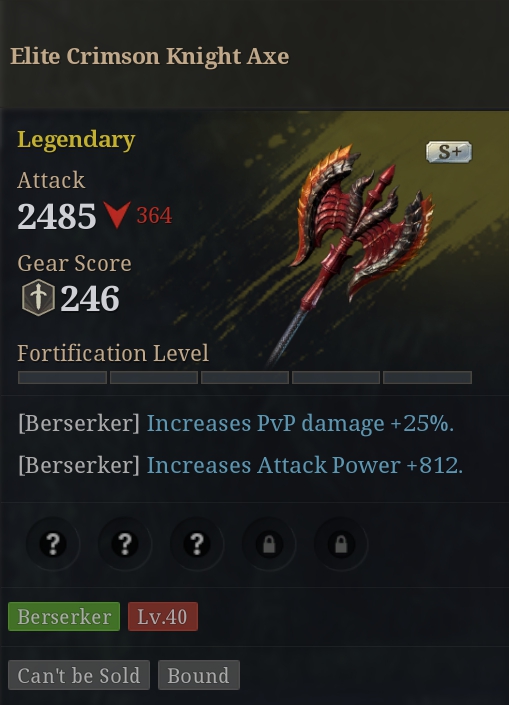 Elite Crimson Knight Axe
Legendary
S+
Attack
2485 364
Gear Score
246
Fortification Level
[Berserker] Increases PvP damage +25%.
[Berserker] Increases Attack Power +812.
? ? ?
Berserker Lv.40
Can't be Sold Bound